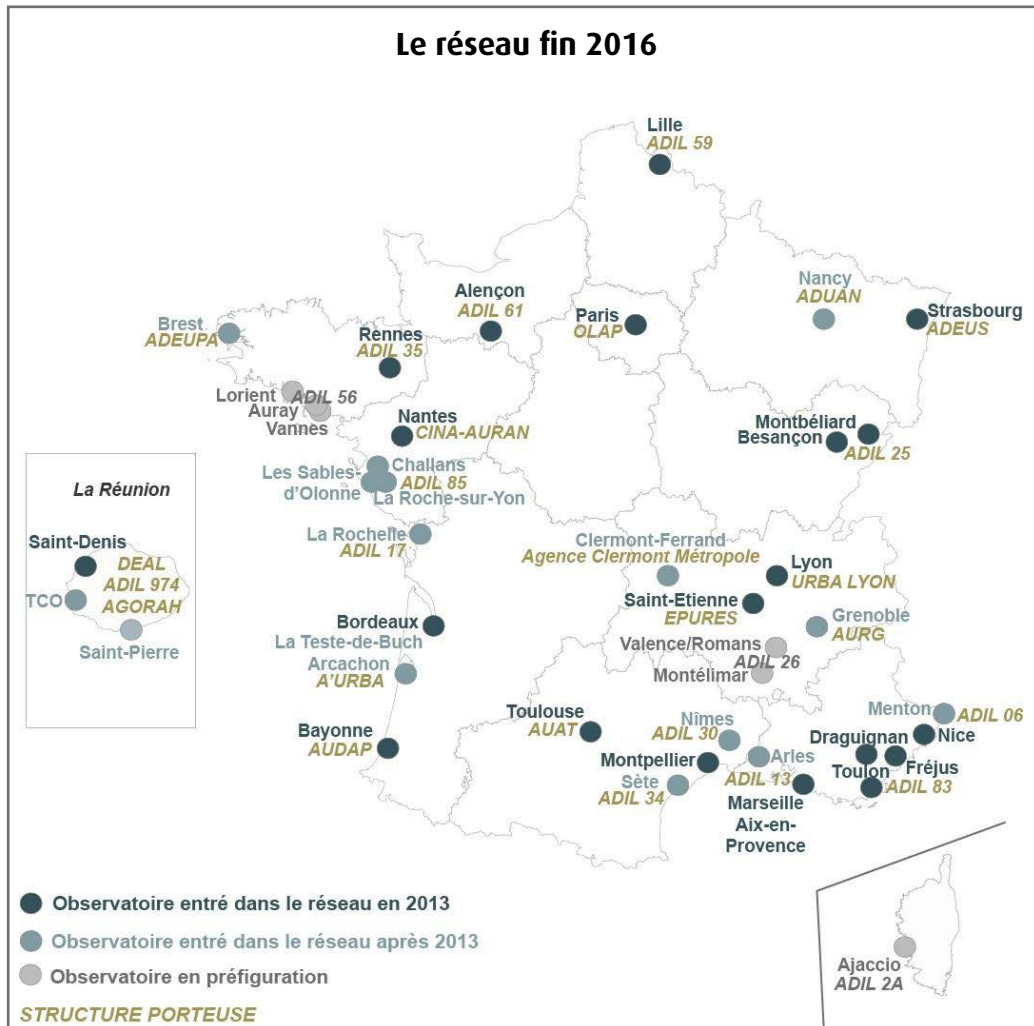 Le réseau fin 2016
Lille
ADIL 59
Nancy
ADUAN
Strasbourg
ADEUS
Alençon
ADIL 61
Paris
OLAP
Brest
ADEUPA
Rennes
ADIL 35
Lorient
ADIL 56
Auray
Vannes
Nantes
CINA-AURAN
Montbéliard
Besançon
ADIL 25
Challans
Les Sables-
d'Olonne
ADIL 85
La Roche-sur-Yon
La Réunion
Saint-Denis
DEAL
ADIL 974
AGORAH
TCO
Saint-Pierre
La Rochelle
ADIL 17
Clermont-Ferrand
Agence Clermont Métropole
Lyon
URBA LYON
Saint-Etienne
EPURES
Grenoble
AURG
Bordeaux
La Teste-de-Buch
Arcachon
A'URBA
Valence/Romans
ADIL 26
Montélimar
Bayonne
AUDAP
Toulouse
AUAT
Nîmes
ADIL 30
Montpellier
Sète
ADIL 34
Arles
ADIL 13
Marseille
Aix-en-
Provence
Menton
ADIL 06
Nice
Draguignan
Fréjus
Toulon
ADIL 83
Ajaccio
ADIL 2A
Observatoire entré dans le réseau en 2013
Observatoire entré dans le réseau après 2013
Observatoire en préfiguration
STRUCTURE PORTEUSE